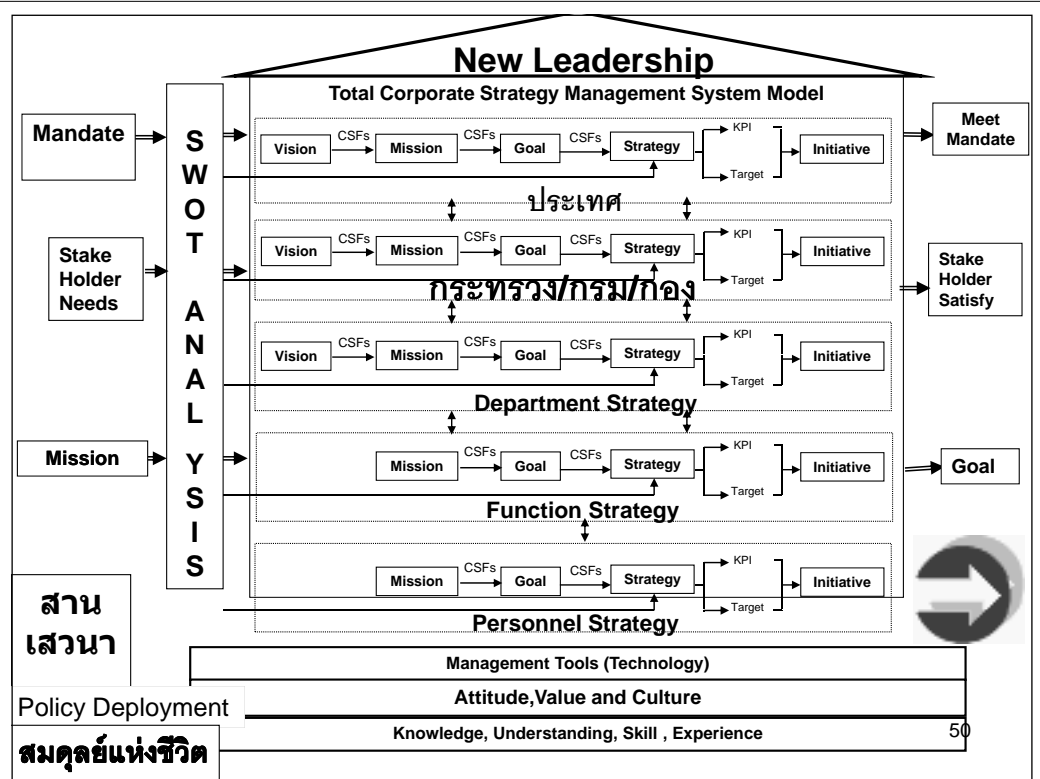 New Leadership
Total Corporate Strategy Management System Model
Mandate
Stake
Holder
Needs
Mission
S
W
O
T
A
N
A
L
Y
S
I
S
Vision CSFs Mission CSFs Goal CSFs Strategy KPI Target Initiative
ประเทศ
Vision CSFs Mission CSFs Goal CSFs Strategy KPI Target Initiative
กระทรวง/กรม/กอง
Vision CSFs Mission CSFs Goal CSFs Strategy KPI Target Initiative
Department Strategy
Mission CSFs Goal CSFs Strategy KPI Target Initiative
Function Strategy
Mission CSFs Goal CSFs Strategy KPI Target Initiative
Personnel Strategy
Meet
Mandate
Stake
Holder
Satisfy
Goal
สาน
เสวนา
Policy Deployment
สมดุลย์แห่งชีวิต
Management Tools (Technology)
Attitude,Value and Culture
Knowledge, Understanding, Skill , Experience
50